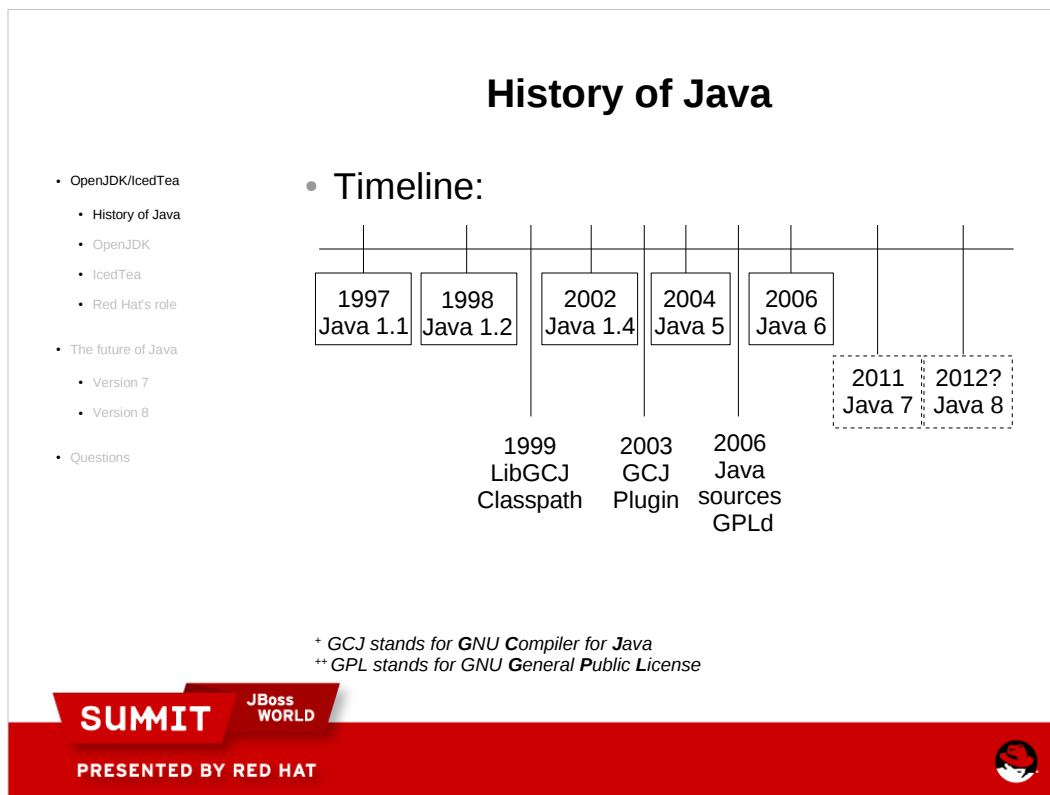 History of Java
OpenJDK/IcedTea
History of Java
OpenJDK
IcedTea
Red Hat's role
The future of Java
Version 7
Version 8
Questions
Timeline:
1997
Java 1.1
1998
Java 1.2
2002
Java 1.4
2004
Java 5
2006
Java 6
2011
Java 7
2012?
Java 8
1999
LibGCJ
Classpath
2003
GCJ
Plugin
2006
Java
sources
GPLd
+ GCJ stands for GNU Compiler for Java
++ GPL stands for GNU General Public License
SUMMIT
JBoss
WORLD
PRESENTED BY RED HAT